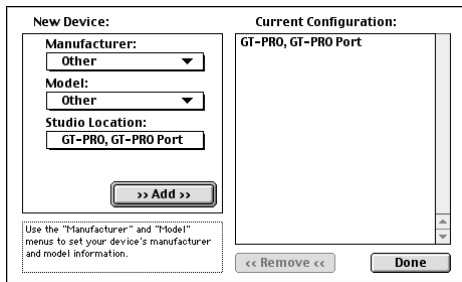 New Device:
Manufacturer:
Other
Model:
Other
Studio Location:
GT-PRO, GT-PRO Port
>> Add >>
Use the "Manufacturer" and "Model"
menus to set your device's manufacturer
and model information.
Current Configuration:
GT-PRO, GT-PRO Port
<< Remove <<
Done